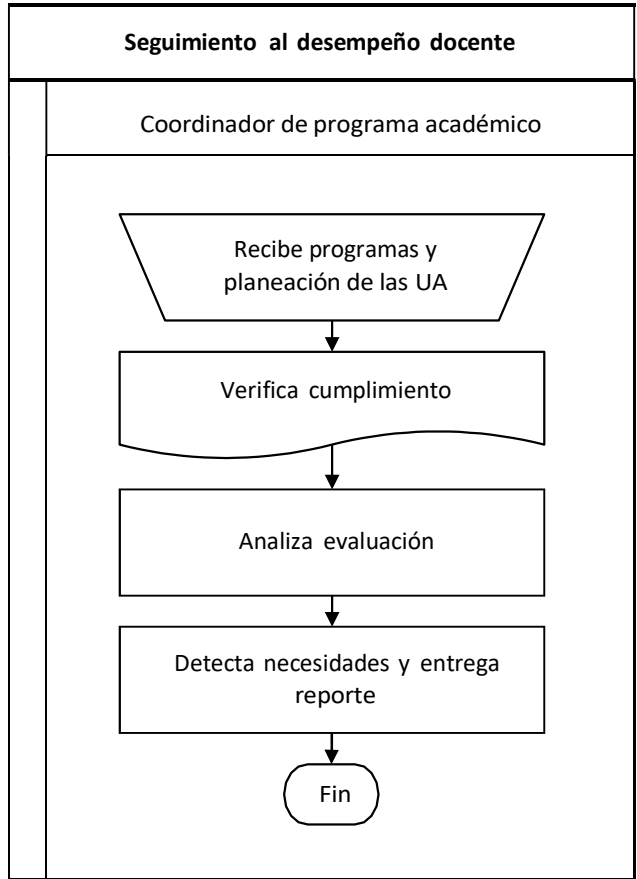 Seguimiento al desempeño docente
Coordinador de programa académico
Recibe programas y
planeación de las UA
Verifica cumplimiento
Analiza evaluación
Detecta necesidades y entrega
reporte
Fin